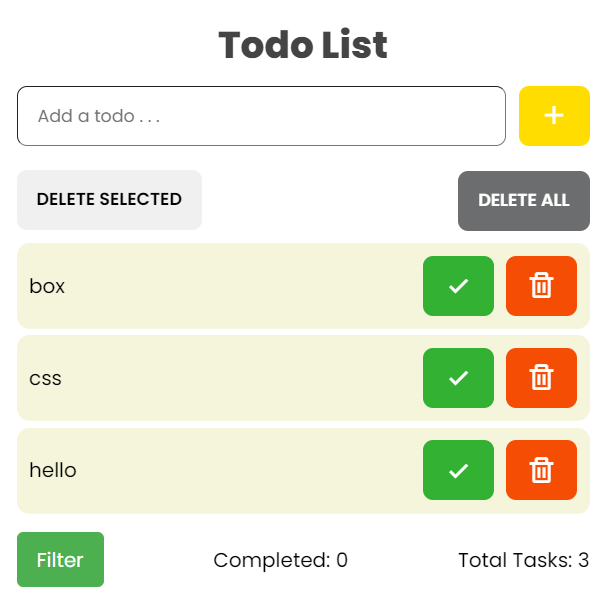 Todo List
Add a todo . . .
+
DELETE SELECTED
DELETE ALL
box
css
hello
Filter
Completed: 0
Total Tasks: 3